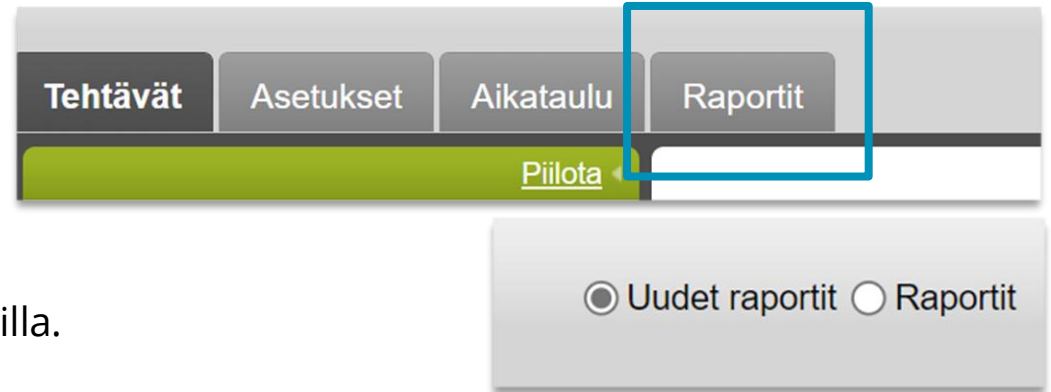 Tehtävät Asetukset Aikataulu Raportit
Piilota
Uudet raportit Raportit
illa.